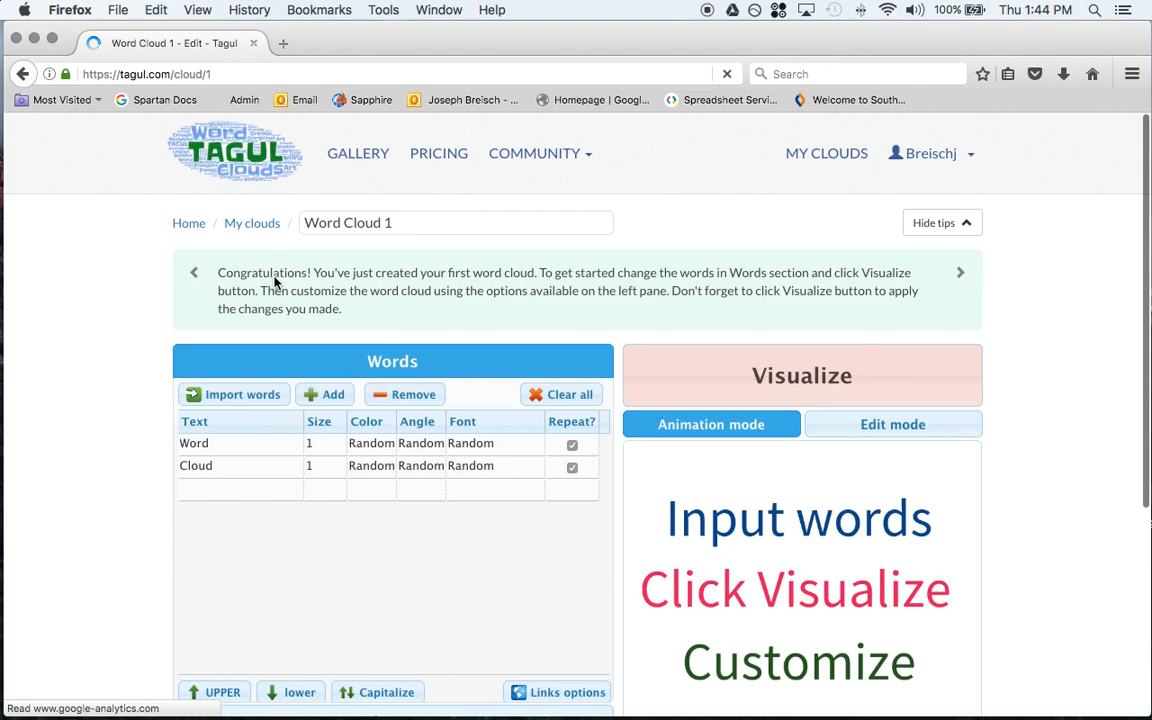 Firefox File Edit View History Bookmarks Tools Window Help 100% Thu 1:44 PM
Word Cloud 1 - Edit - Tagul
https://tagul.com/cloud/1 Search
Most Visited Spartan Docs Admin Email Sapphire Joseph Breisch - ... Homepage | Googl... Spreadsheet Servi... Welcome to South...
Word TAGUL Clouds GALLERY PRICING COMMUNITY MY CLOUDS Breischj
Home / My clouds / Word Cloud 1 Hide tips
Congratulations! You've just created your first word cloud. To get started change the words in Words section and click Visualize
button. Then customize the word cloud using the options available on the left pane. Don't forget to click Visualize button to apply
the changes you made.
Words Visualize
Import words Add Remove Clear all
Text Size Color Angle Font Repeat? Animation mode Edit mode
Word 1 Random Random Random
Cloud 1 Random Random Random
Input words
Click Visualize
Customize
UPPER lower Capitalize Links options
Read www.google-analytics.com